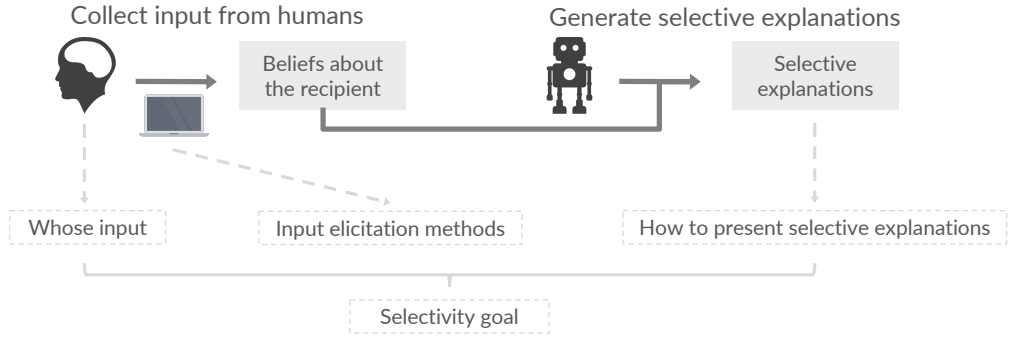 Collect input from humans
Generate selective explanations
Beliefs about
the recipient
Selective
explanations
Whose input
Input elicitation methods
How to present selective explanations
Selectivity goal